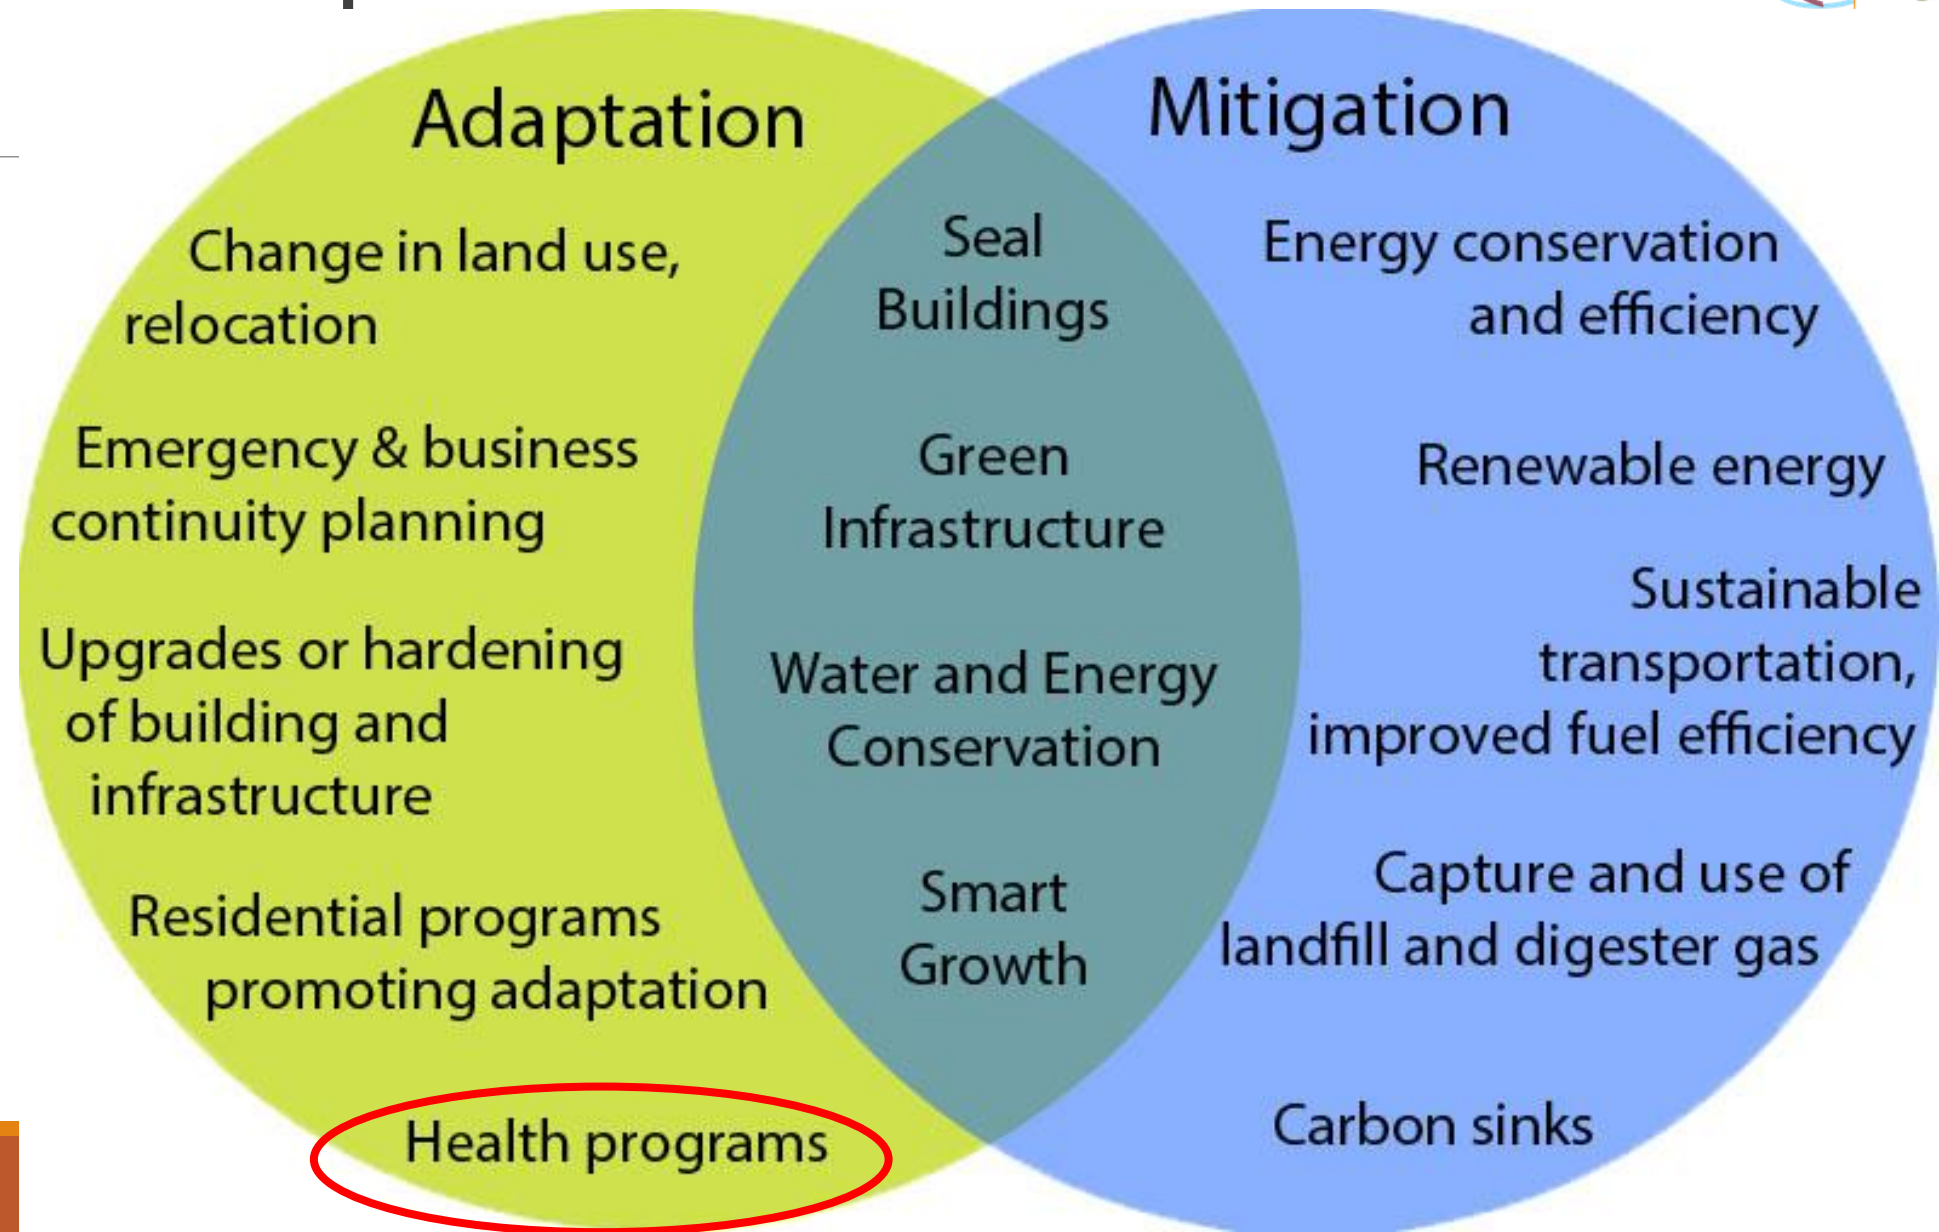 Adaptation
Change in land use,
relocation
Emergency & business
continuity planning
Upgrades or hardening
of building and
infrastructure
Residential programs
promoting adaptation
Health programs
Seal
Buildings
Green
Infrastructure
Water and Energy
Conservation
Smart
Growth
Mitigation
Energy conservation
and efficiency
Renewable energy
Sustainable
transportation,
improved fuel efficiency
Capture and use of
landfill and digester gas
Carbon sinks